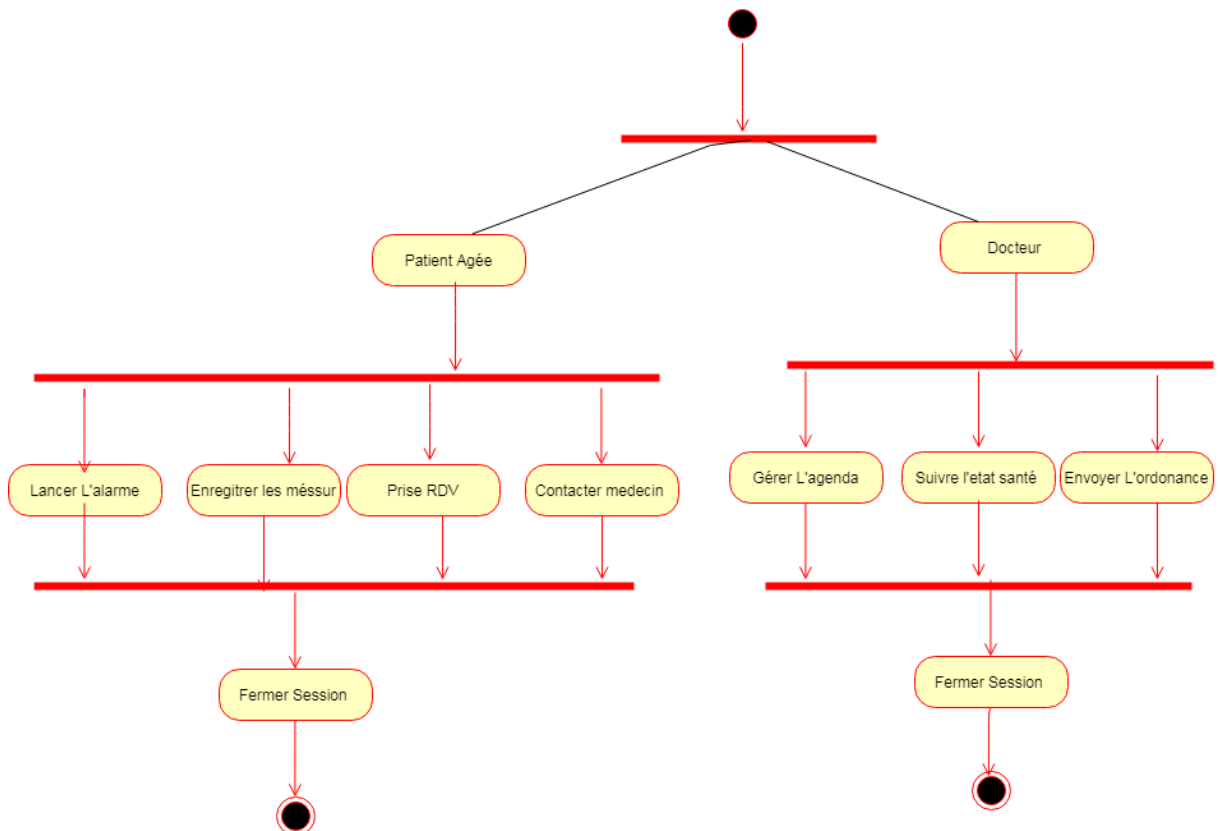 Patient Agée
Docteur
Lancer L'alarme
Enregitrer les méssur
Prise RDV
Contacter medecin
Gérer L'agenda
Suivre l'etat santé
Envoyer L'ordonance
Fermer Session
Fermer Session